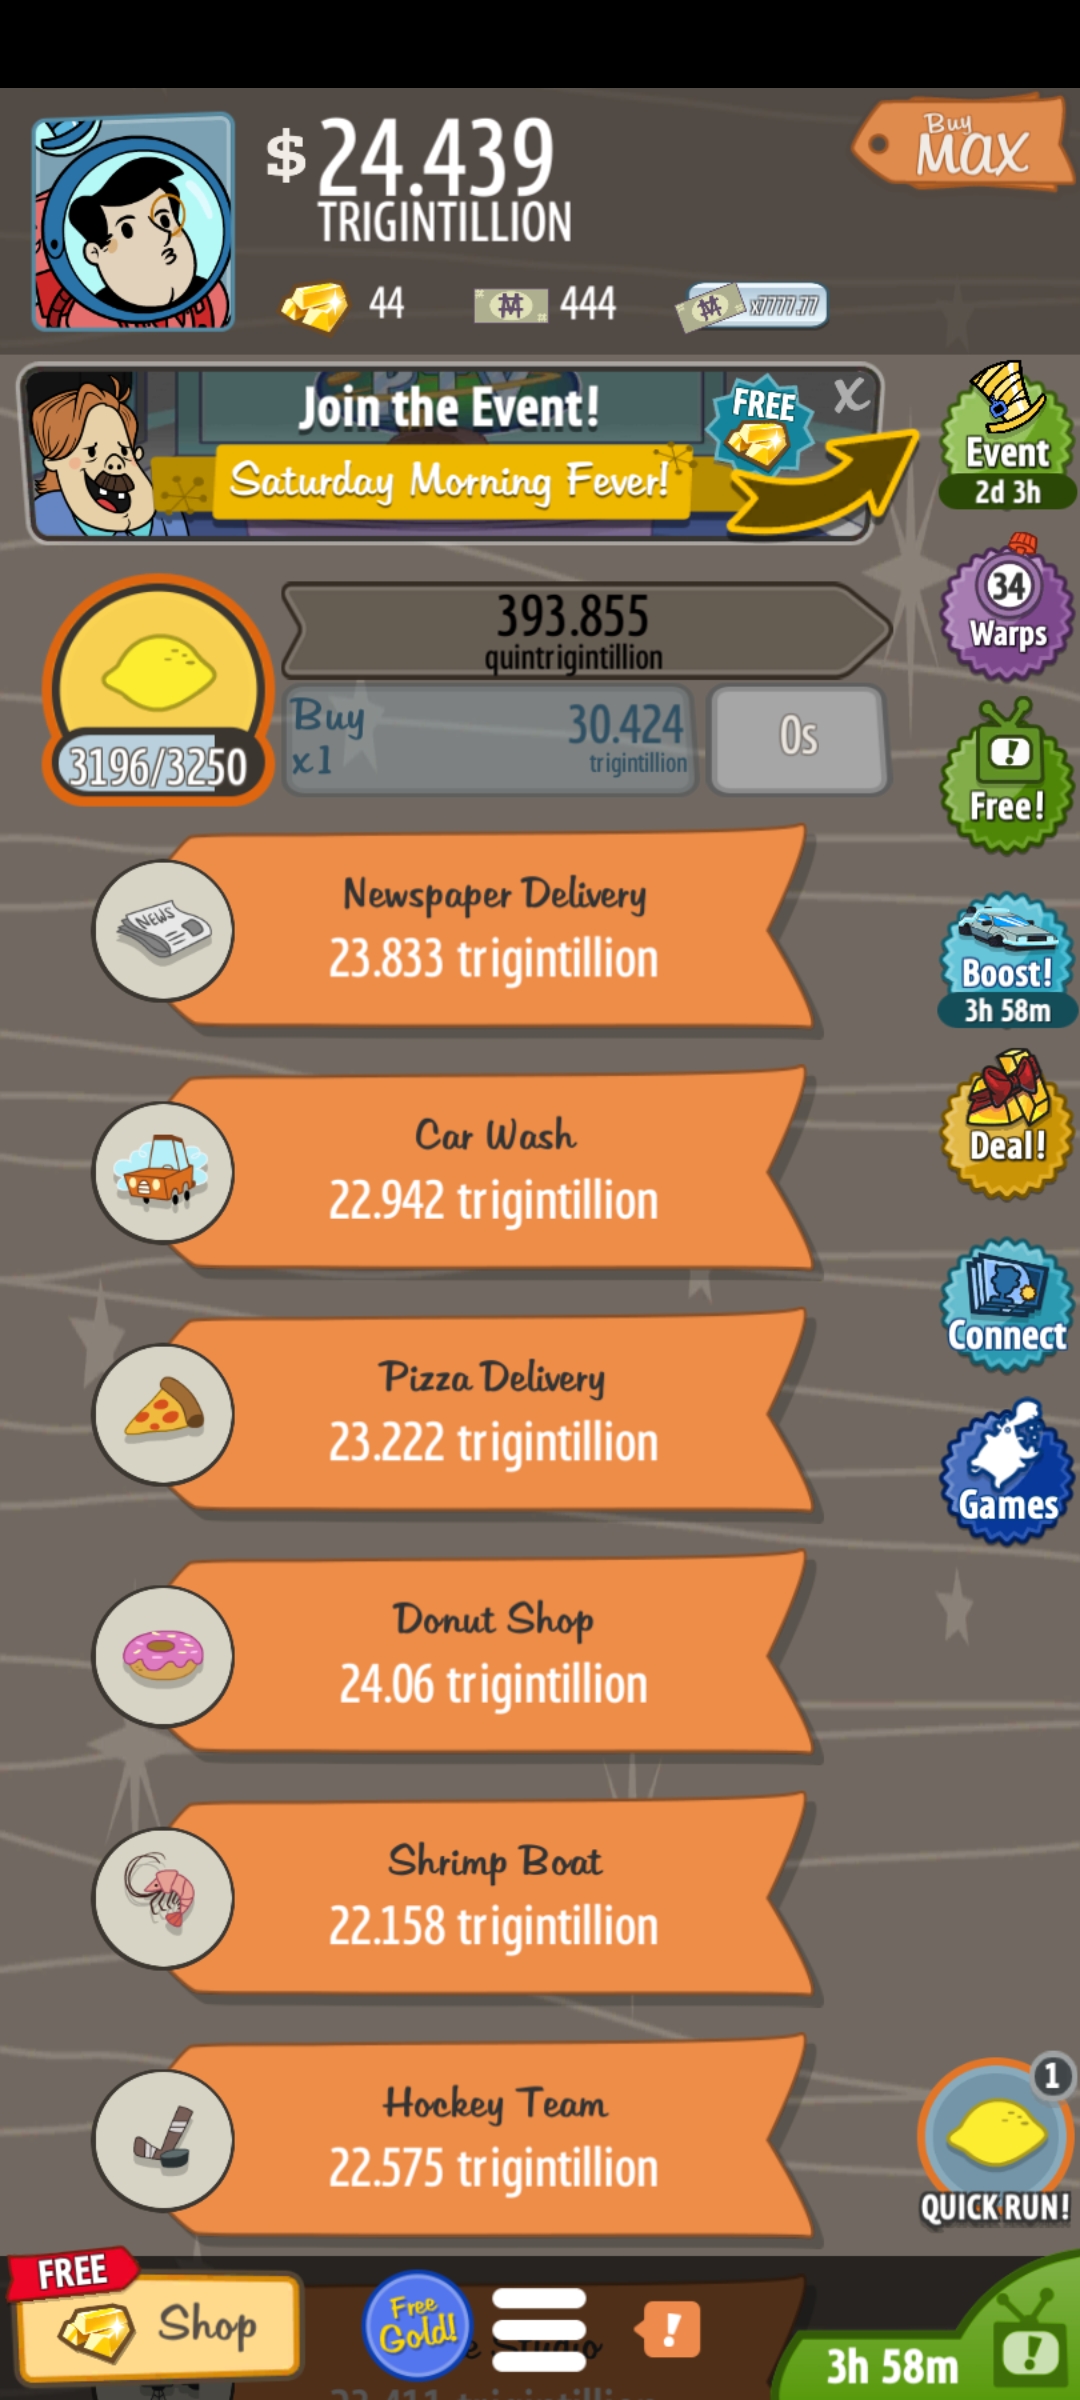 $24.439
TRIGINTILLION
Buy
MAX
44
444
x7777.77
Join the Event!
FREE
X
Saturday Morning Fever!
Event
2d 3h
34
Warps
393.855
quintrigintillion
3196/3250
Buy
x1
30.424
trigintillion
0s
!
Free!
NEWS
Newspaper Delivery
23.833 trigintillion
Boost!
3h 58m
Car Wash
22.942 trigintillion
Deal!
Pizza Delivery
23.222 trigintillion
Connect
Games
Donut Shop
24.06 trigintillion
Shrimp Boat
22.158 trigintillion
Hockey Team
22.575 trigintillion
1
QUICK RUN!
FREE
Shop
Free
Gold!
!
3h 58m
!